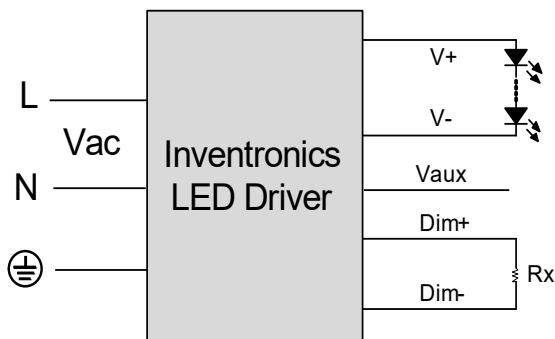 L
Vac
N
Inventronics
LED Driver
V+
V-
Vaux
Dim+
Dim-
Rx